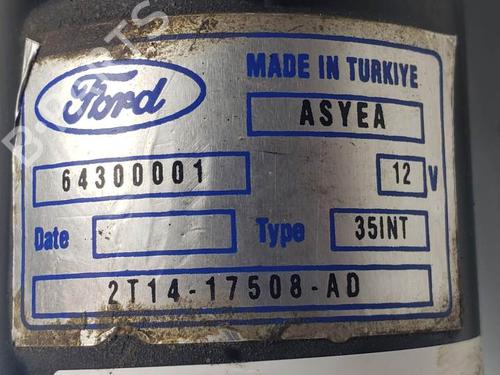 Ford
MADE IN TURKIYE
ASYEA
64300001
12 V
Date
Type 35INT
2T14-17508-AD